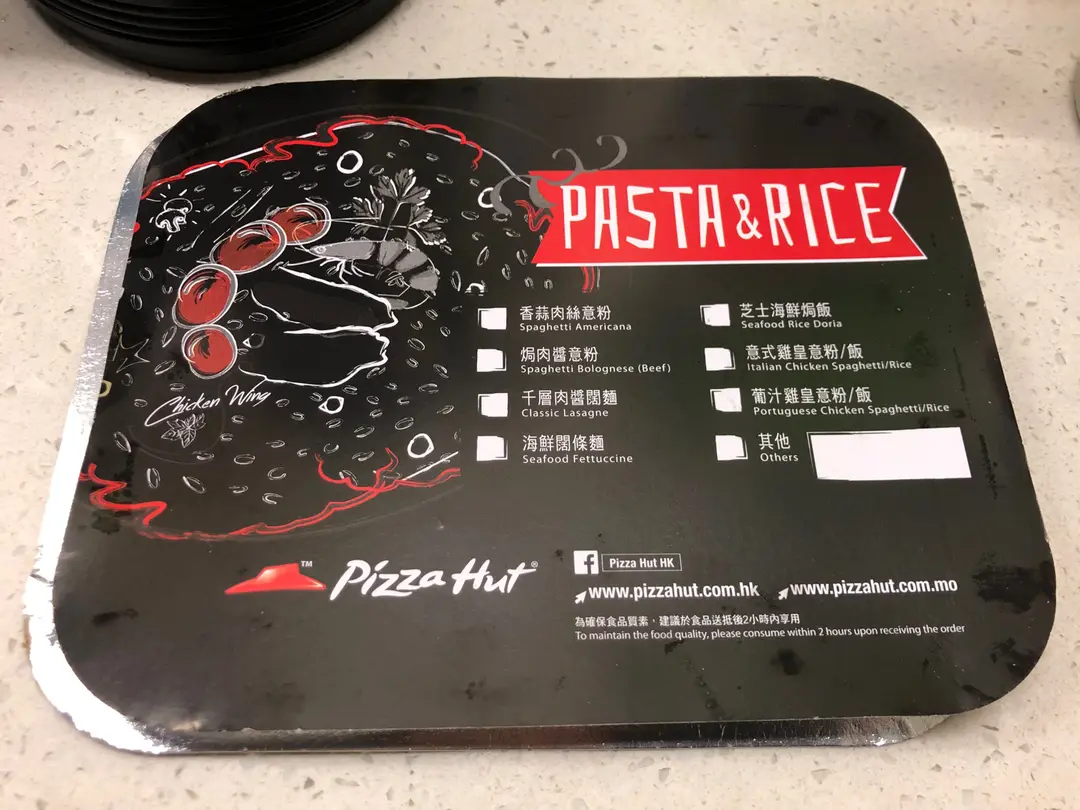 PASTA & RICE
香蒜肉絲意粉
Spaghetti Americana
焗肉醬意粉
Spaghetti Bolognese (Beef)
千層肉醬闊麵
Classic Lasagne
海鮮闊條麵
Seafood Fettuccine
芝士海鮮焗飯
Seafood Rice Doria
意式雞皇意粉/飯
Italian Chicken Spaghetti/Rice
葡汁雞皇意粉/飯
Portuguese Chicken Spaghetti/Rice
其他
Others
Chicken Wing
Pizza Hut®
™
f Pizza Hut HK
www.pizzahut.com.hk www.pizzahut.com.mo
為確保食品質素，建議於食品送抵後2小時內享用
To maintain the food quality, please consume within 2 hours upon receiving the order